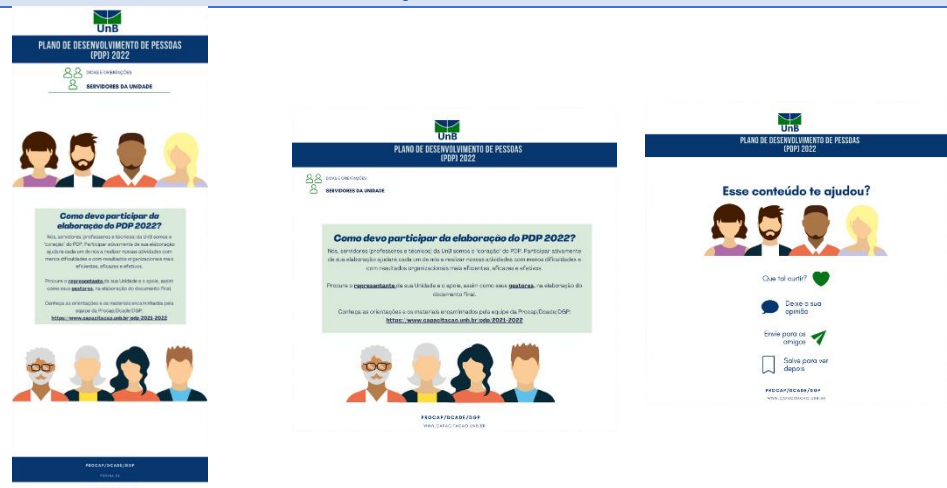 UnB
PLANO DE DESENVOLVIMENTO DE PESSOAS
(PDP) 2022
DICAS E ORIENTAÇÕES
SERVIDORES DA UNIDADE
Como devo participar da
elaboração do PDP 2022?
Nós, servidores (professores e técnicos) da UnB somos o
"coração" do PDP. Participar ativamente de sua elaboração
ajudará cada um de nós a realizar nossas atividades com
menos dificuldades e com resultados organizacionais mais
eficientes, eficazes e efetivos.
Procure o representante de sua Unidade e o apoie, assim
como seus gestores, na elaboração do documento final.
Conheça as orientações e os materiais encaminhados pela
equipe da Procap/Dcade/DGP:
https://www.capacitacao.unb.br/pdp-2021-2022
PROCAP/DCADE/DGP
UnB
PLANO DE DESENVOLVIMENTO DE PESSOAS
(PDP) 2022
DICAS E ORIENTAÇÕES
SERVIDORES DA UNIDADE
Como devo participar da elaboração do PDP 2022?
Nós, servidores (professores e técnicos) da UnB somos o "coração" do PDP. Participar ativamente
de sua elaboração ajudará cada um de nós a realizar nossas atividades com menos dificuldades e
com resultados organizacionais mais eficientes, eficazes e efetivos.
Procure o representante de sua Unidade e o apoie, assim como seus gestores, na elaboração do
documento final.
Conheça as orientações e os materiais encaminhados pela equipe da Procap/Dcade/DGP:
https://www.capacitacao.unb.br/pdp-2021-2022
PROCAP/DCADE/DGP
WWW.CAPACITACAO.UNB.BR
UnB
PLANO DE DESENVOLVIMENTO DE PESSOAS
(PDP) 2022
Esse conteúdo te ajudou?
Que tal curtir?
Deixe a sua
opinião
Envie para os
amigos
Salve para ver
depois
PROCAP/DCADE/DGP
WWW.CAPACITACAO.UNB.BR